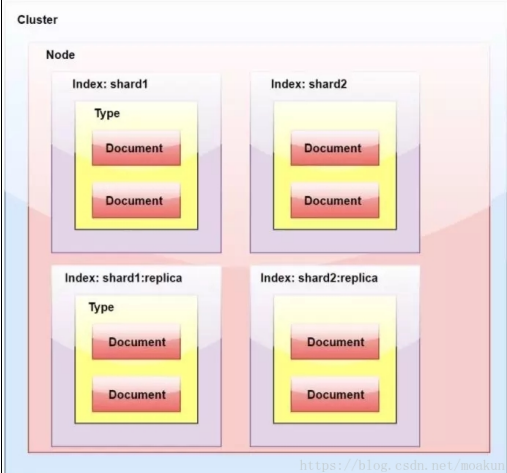 Cluster
Node
Index: shard1
Type
Document
Document
Index: shard2
Document
Document
Index: shard1:replica
Type
Document
Document
Index: shard2:replica
Document
Document
https://blog.csdn.net/moakun